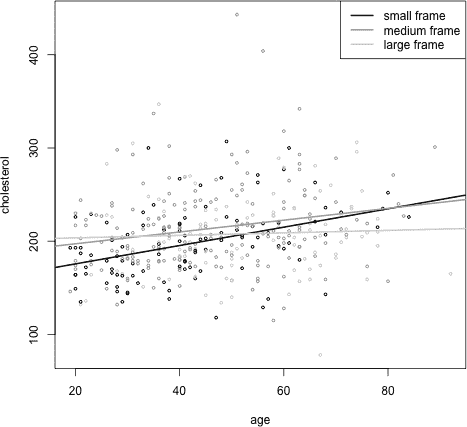 small frame
medium frame
large frame
400
300
200
100
cholesterol
20 40 60 80
age